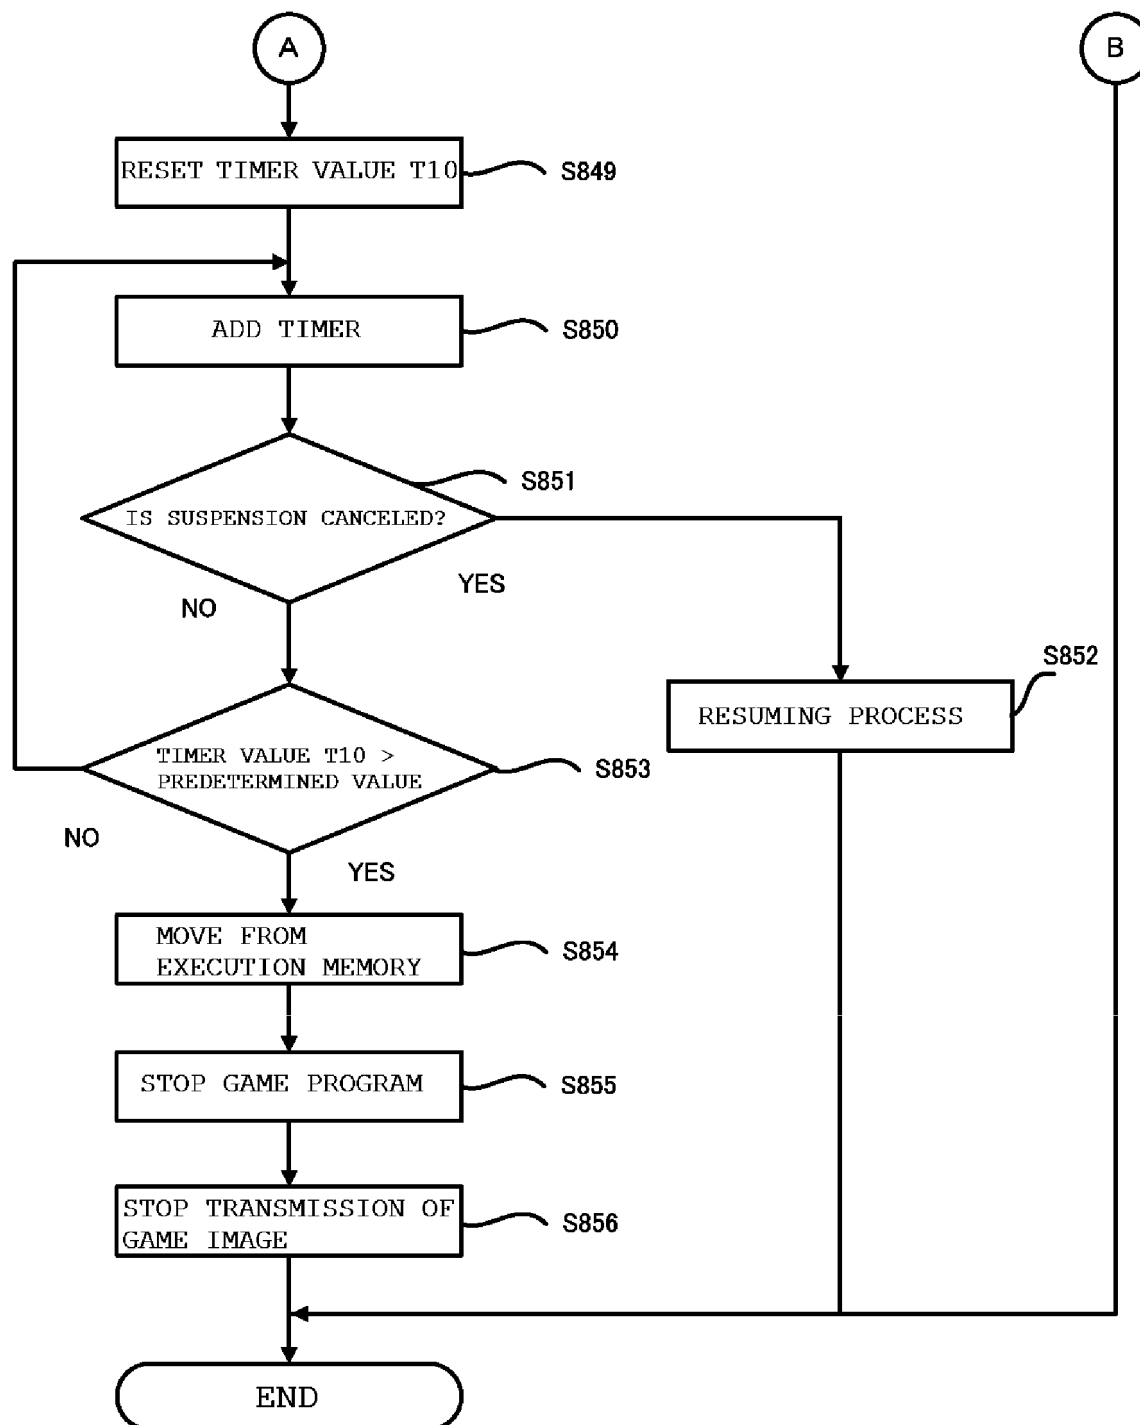 A
B
RESET TIMER VALUE T10
S849
ADD TIMER
S850
S851
IS SUSPENSION CANCELED?
YES
NO
S852
RESUMING PROCESS
TIMER VALUE T10 >
PREDETERMINED VALUE
S853
NO
YES
MOVE FROM
EXECUTION MEMORY
S854
STOP GAME PROGRAM
S855
STOP TRANSMISSION OF
GAME IMAGE
S856
END